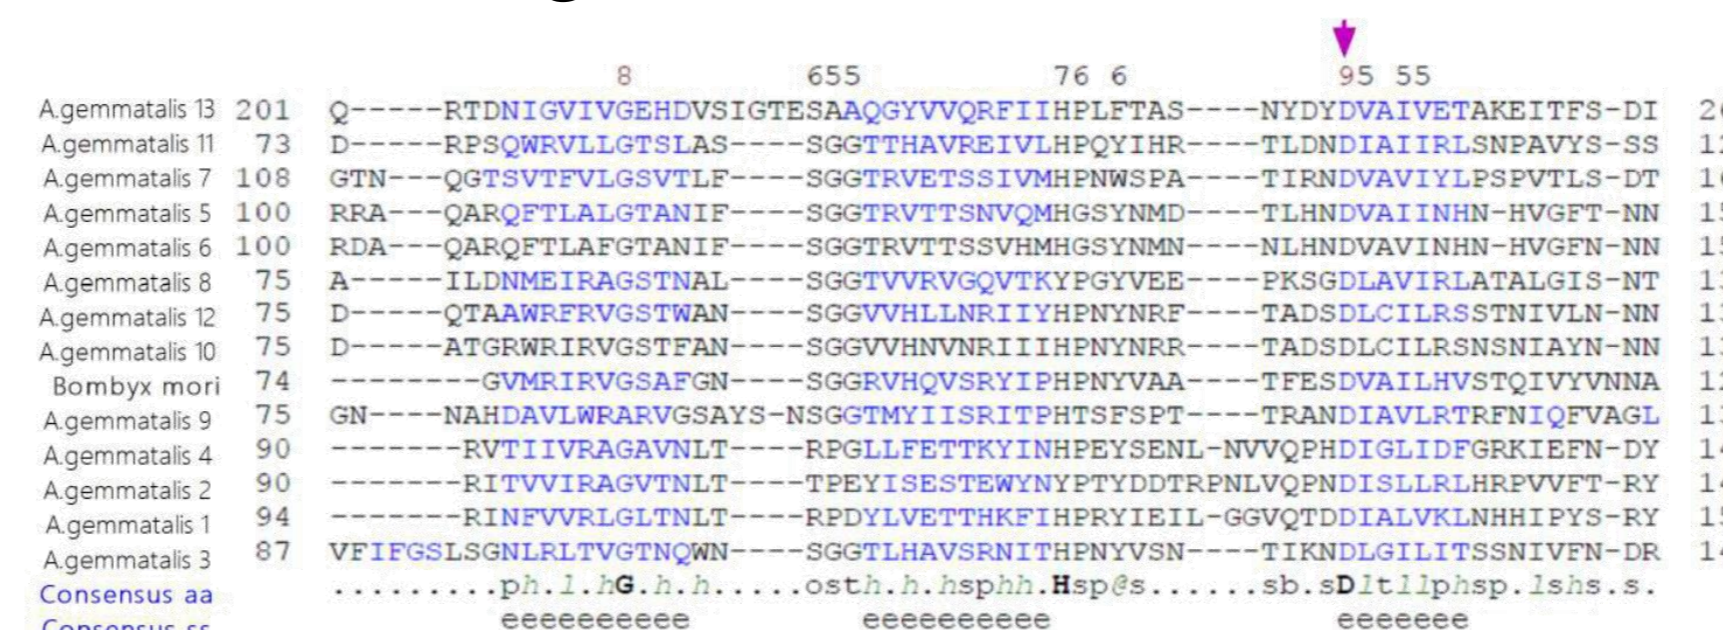 8 655 76 6 95 55
A.gemmatalis 13 201 Q-----RTDNIGVIVGEHDVSIGTESAAQGYVVQRFIIHPLFTAS----NYDYDVAIVETAKEITFS-DI
A.gemmatalis 11 73 D-----RPSQWRVLLGTSLAS----SGGTTHAVREIVLHPQYIHR----TLDNDIAIIRLSNPAVYS-SS
A.gemmatalis 7 108 GTN---QGTSVTFVLGSVTLF----SGGTRVETSSIVMHPNWSPA----TIRNDVAVIYLPSPVTLS-DT
A.gemmatalis 5 100 RRA---QARQFTLALGTANIF----SGGTRVTTSNVQMHGSYNMD----TLHNDVAIINHN-HVGFT-NN
A.gemmatalis 6 100 RDA---QARQFTLAFGTANIF----SGGTRVTTSSVHMHGSYNMN----NLHNDVAVINHN-HVGFN-NN
A.gemmatalis 8 75 A-----ILDNMEIRAGSTNAL----SGGTVVRVGQVTKYPGYVEE----PKSGDLAVIRLATALGIS-NT
A.gemmatalis 12 75 D-----QTAAWRFRVGSTWAN----SGGVVHLLNRIIYHPNYNRF----TADSDLCILRSSTNIVLN-NN
A.gemmatalis 10 75 D-----ATGRWRIRVGSTFAN----SGGVVHNVNRIIIHPNYNRR----TADSDLCILRSNSNIAYN-NN
Bombyx mori 74 --------GVMRIRVGSAFGN----SGGRVHQVSRYIPHPNYVAA----TFESDVAILHVSTQIVYVNNA
A.gemmatalis 9 75 GN----NAHDAVLWRARVGSAYS-NSGGTMYIISRITPHTSFSPT----TRANDIAVLRTRFNIQFVAGL
A.gemmatalis 4 90 -------RVTIIVRAGAVNLT----RPGLLFETTKYINHPEYSENL-NVVQPHDIGLIDFGRKIEFN-DY
A.gemmatalis 2 90 -------RITVVIRAGVTNLT----TPEYISESTEWYNYPTYDDTRPNLVQPNDISLLRLHRPVVFT-RY
A.gemmatalis 1 94 -------RINFVVRLGLTNLT----RPDYLVETTHKFIHPRYIEIL-GGVQTDDIALVKLNHHIPYS-RY
A.gemmatalis 3 87 VFIFGSLSGNLRLTVGTNQWN----SGGTLHAVSRNITHPNYVSN----TIKNDLGILITSSNIVFN-DR
Consensus aa .........ph.l.hG.h.h.....osth.h.hsphh.Hsp@s......sb.sDltllphsp.lshs.s.
Consensus ss eeeeeeeeee eeeeeeeeee eeeeeee